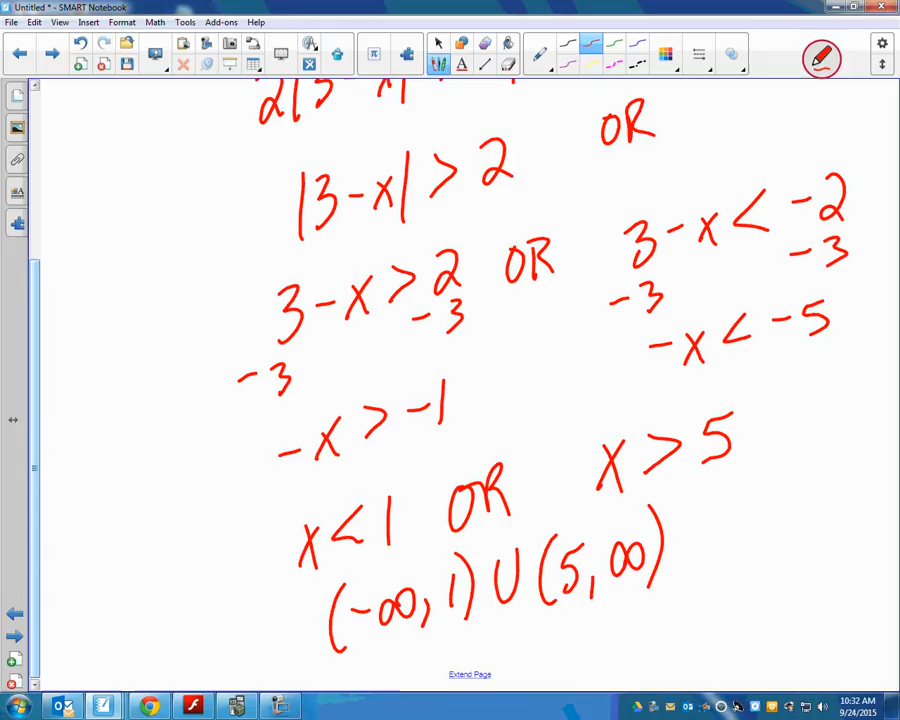 Untitled * - SMART Notebook
File Edit View Insert Format Math Tools Add-ons Help
OR
|3-x| > 2
3-x > 2 OR 3-x < -2
-3 -3 -3 -3
-x > -1 -x < -5
x < 1 OR x > 5
(-∞, 1) ∪ (5, ∞)
Extend Page
10:32 AM
9/24/2015